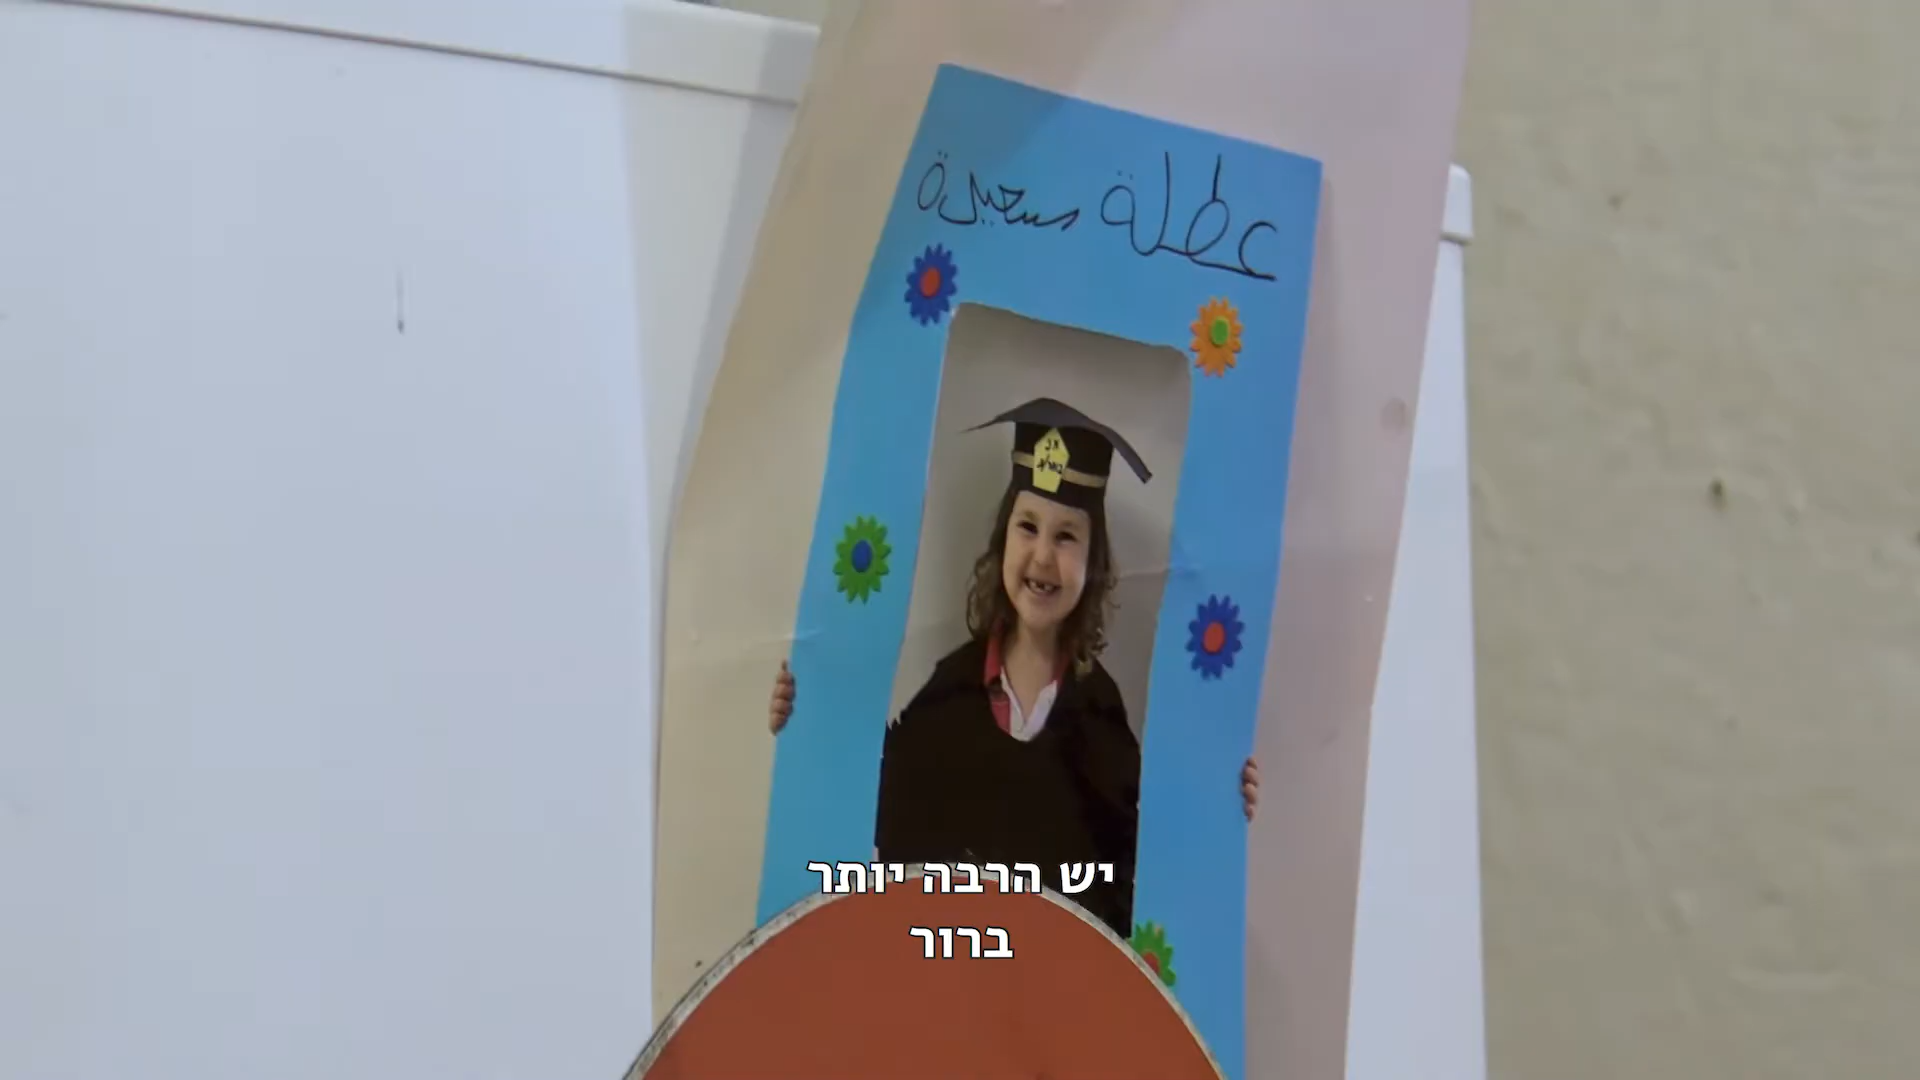 عطلة سعيدة
יש הרבה יותר
ברור